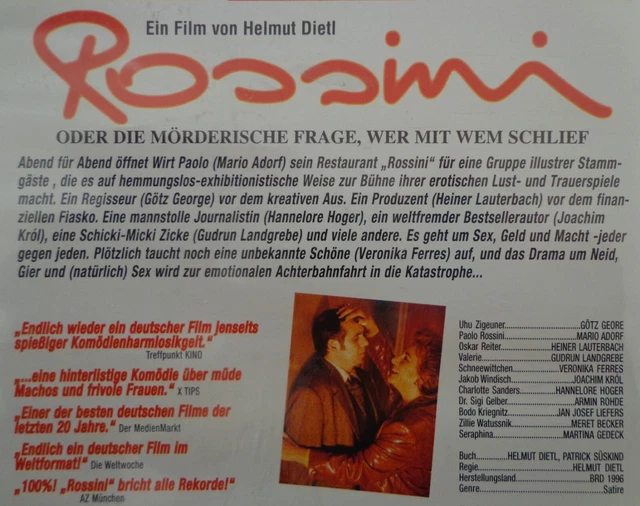 Ein Film von Helmut Dietl
Rossini
ODER DIE MÖRDERISCHE FRAGE, WER MIT WEM SCHLIEF
Abend für Abend öffnet Wirt Paolo (Mario Adorf) sein Restaurant „Rossini“ für eine Gruppe illustrer Stamm-
gäste , die es auf hemmungslos-exhibitionistische Weise zur Bühne ihrer erotischen Lust- und Trauerspiele
macht. Ein Regisseur (Götz George) vor dem kreativen Aus. Ein Produzent (Heiner Lauterbach) vor dem finan-
ziellen Fiasko. Eine mannstolle Journalistin (Hannelore Hoger), ein weltfremder Bestsellerautor (Joachim
Król), eine Schicki-Micki Zicke (Gudrun Landgrebe) und viele andere. Es geht um Sex, Geld und Macht -jeder
gegen jeden. Plötzlich taucht noch eine unbekannte Schöne (Veronika Ferres) auf, und das Drama um Neid,
Gier und (natürlich) Sex wird zur emotionalen Achterbahnfahrt in die Katastrophe...
„Endlich wieder ein deutscher Film jenseits
spießiger Komödienharmlosikgeit.“
Treffpunkt KINO
„...eine hinterlistige Komödie über müde
Machos und frivole Frauen.“ X TIPS
„Einer der besten deutschen Filme der
letzten 20 Jahre.“ Der MedienMarkt
„Endlich ein deutscher Film im
Weltformat!“ Die Weltwoche
„100%! „Rossini“ bricht alle Rekorde!“
AZ München
Uhu Zigeuner....................GÖTZ GEORE
Paolo Rossini....................MARIO ADORF
Oskar Reiter....................HEINER LAUTERBACH
Valerie....................GUDRUN LANDGREBE
Schneewittchen....................VERONIKA FERRES
Jakob Windisch....................JOACHIM KRÓL
Charlotte Sanders....................HANNELORE HOGER
Dr. Sigi Gelber....................ARMIN ROHDE
Bodo Kriegnitz....................JAN JOSEF LIEFERS
Zillie Watussnik....................MERET BECKER
Seraphina....................MARTINA GEDECK
Buch....................HELMUT DIETL, PATRICK SÜSKIND
Regie....................HELMUT DIETL
Herstellungsland....................BRD 1996
Genre....................Satire